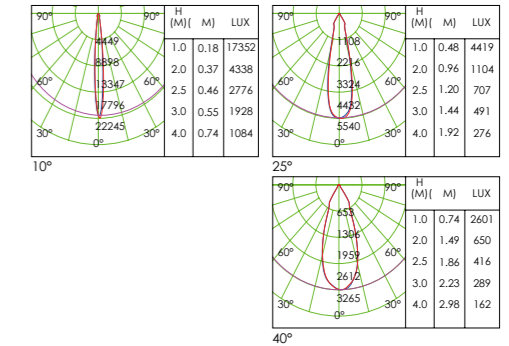 90° 90° H
(M)( M) LUX
4449
8898
13347
17796
22245
60° 60°
30° 30°
0°
1.0 0.18 17352
2.0 0.37 4338
2.5 0.46 2776
3.0 0.55 1928
4.0 0.74 1084
10°
90° 90° H
(M)( M) LUX
1108
2216
3324
4432
5540
60° 60°
30° 30°
0°
1.0 0.48 4419
2.0 0.96 1104
2.5 1.20 707
3.0 1.44 491
4.0 1.92 276
25°
90° 90° H
(M)( M) LUX
653
1306
1959
2612
3265
60° 60°
30° 30°
0°
1.0 0.74 2601
2.0 1.49 650
2.5 1.86 416
3.0 2.23 289
4.0 2.98 162
40°